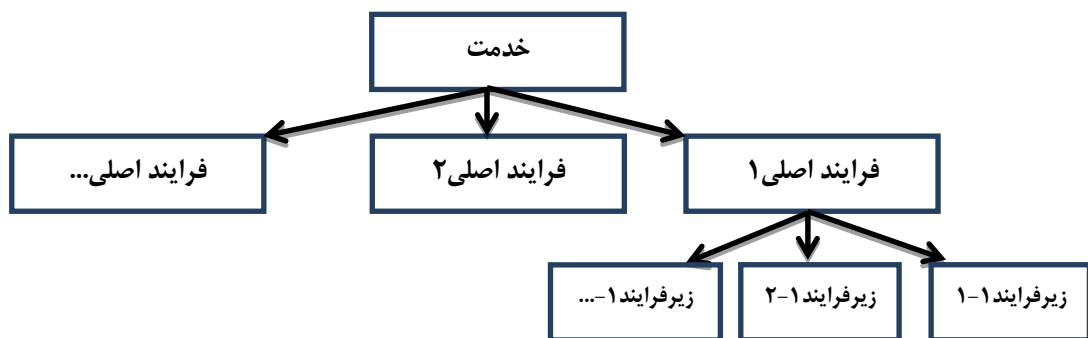 خدمت
فرایند اصلی۱
فرایند اصلی۲
فرایند اصلی...
زیرفرایند۱-۱
زیرفرایند۱-۲
زیرفرایند۱-...